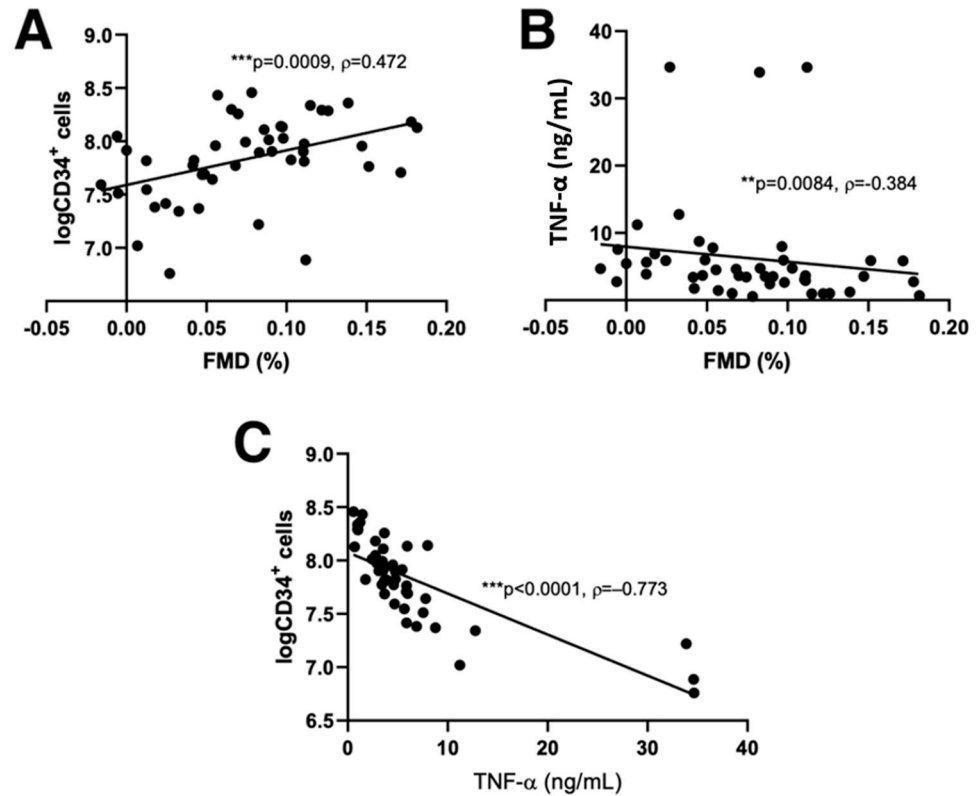 A
B
***p=0.0009, ρ=0.472
logCD34+ cells
9.0
8.5
8.0
7.5
7.0
-0.05
0.00
0.05
0.10
0.15
0.20
FMD (%)
**p=0.0084, ρ=-0.384
TNF-α (ng/mL)
40
30
20
10
-0.05
0.00
0.05
0.10
0.15
0.20
FMD (%)
C
***p<0.0001, ρ=–0.773
logCD34+ cells
9.0
8.5
8.0
7.5
7.0
6.5
0
10
20
30
40
TNF-α (ng/mL)